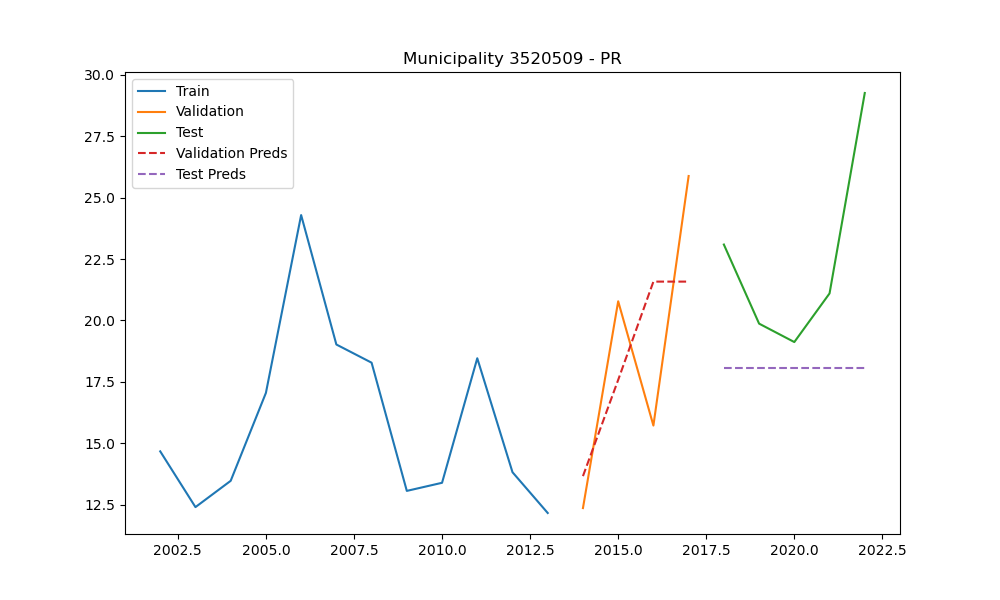 Municipality 3520509 - PR
30.0
27.5
25.0
22.5
20.0
17.5
15.0
12.5
Train
Validation
Test
Validation Preds
Test Preds
2002.5 2005.0 2007.5 2010.0 2012.5 2015.0 2017.5 2020.0 2022.5